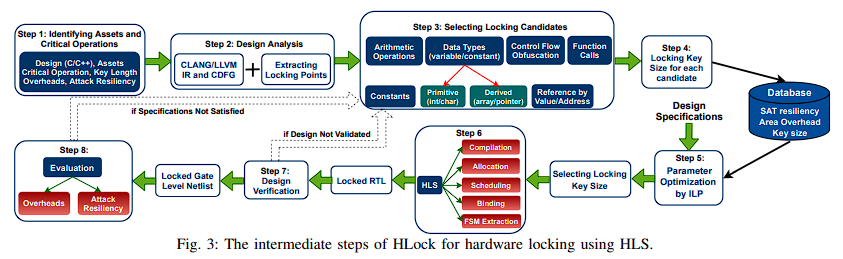 Step 1: Identifying Assets and
Critical Operations
Design (C/C++), Assets
Critical Operation, Key Length
Overheads, Attack Resiliency
Step 2: Design Analysis
CLANG/LLVM
IR and CDFG
+
Extracting
Locking Points
Step 3: Selecting Locking Candidates
Arithmetic
Operations
Data Types
(variable/constant)
Control Flow
Obfuscation
Function
Calls
Constants
Primitive
(int/char)
Derived
(array/pointer)
Reference by
Value/Address
Step 4:
Locking Key
Size for each
candidate
Database
SAT resiliency
Area Overhead
Key size
Design
Specifications
Step 5:
Parameter
Optimization
by ILP
Selecting Locking
Key Size
Step 6
HLS
Compilation
Allocation
Scheduling
Binding
FSM Extraction
Locked RTL
Step 7:
Design
Verification
if Design Not Validated
if Specifications Not Satisfied
Locked Gate
Level Netlist
Step 8:
Evaluation
Overheads
Attack
Resiliency
Fig. 3: The intermediate steps of HLock for hardware locking using HLS.